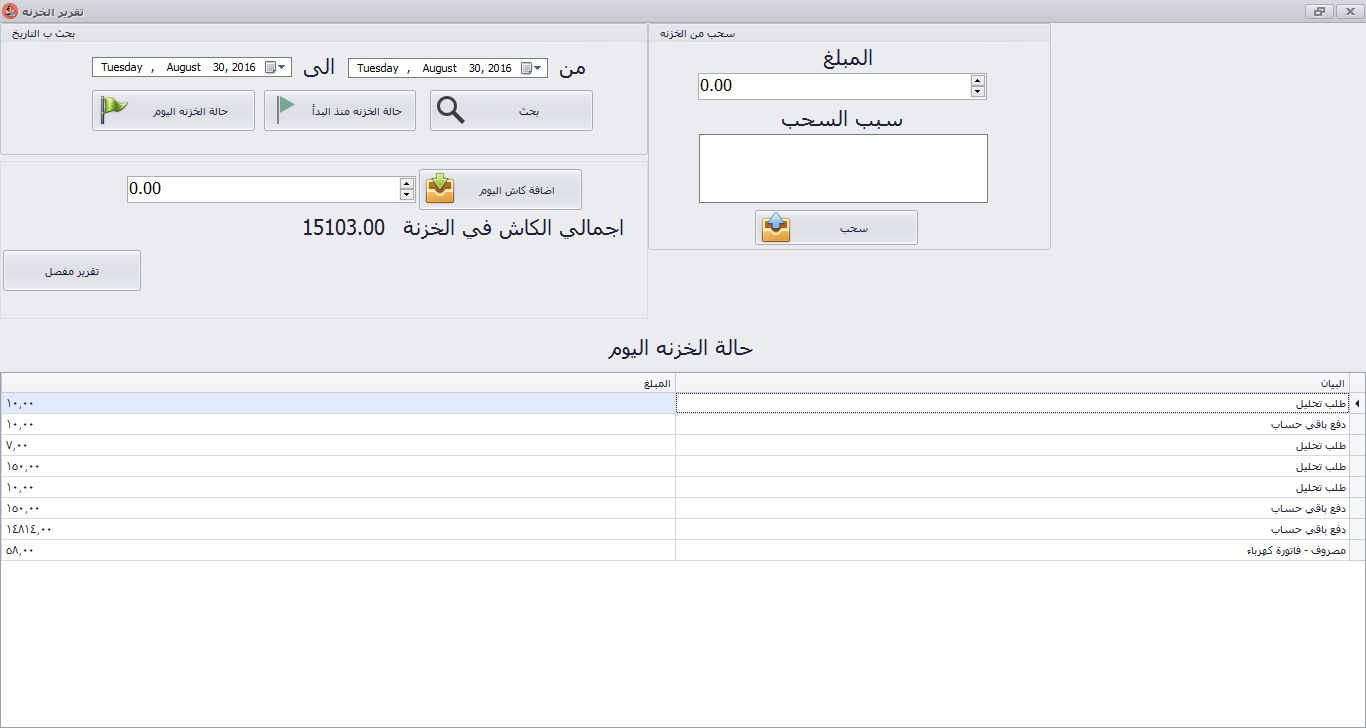 تقرير الخزنه
سحب من الخزنه
المبلغ
0.00
سبب السحب
سحب
بحث ب التاريخ
من Tuesday , August 30, 2016 الى Tuesday , August 30, 2016
بحث حالة الخزنه منذ البدأ حالة الخزنه اليوم
اضافة كاش اليوم 0.00
اجمالي الكاش في الخزنة 15103.00
تقرير مفصل
حالة الخزنه اليوم
البيان المبلغ
طلب تحليل ١٠,٠٠
دفع باقي حساب ١٠,٠٠
طلب تحليل ٧,٠٠
طلب تحليل ١٥٠,٠٠
طلب تحليل ١٠,٠٠
دفع باقي حساب ١٥٠,٠٠
دفع باقي حساب ١٤٨١٤,٠٠
مصروف - فاتورة كهرباء ٥٨,٠٠